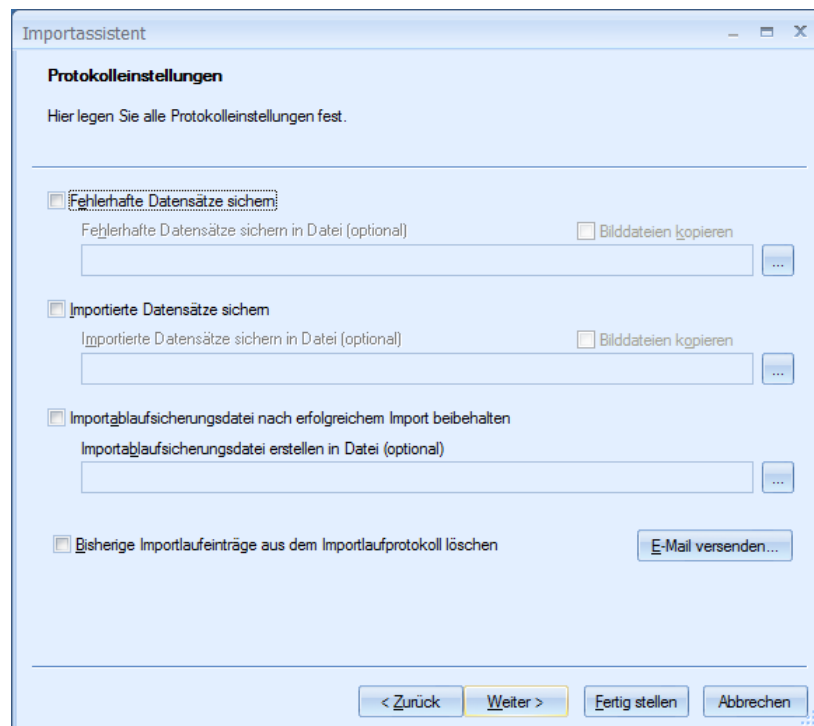 Importassistent
Protokolleinstellungen
Hier legen Sie alle Protokolleinstellungen fest.
Fehlerhafte Datensätze sichern
Fehlerhafte Datensätze sichern in Datei (optional)
Bilddateien kopieren
...
Importierte Datensätze sichern
Importierte Datensätze sichern in Datei (optional)
Bilddateien kopieren
...
Importablaufsicherungsdatei nach erfolgreichem Import beibehalten
Importablaufsicherungsdatei erstellen in Datei (optional)
...
Bisherige Importlaufeinträge aus dem Importlaufprotokoll löschen
E-Mail versenden...
< Zurück
Weiter >
Fertig stellen
Abbrechen